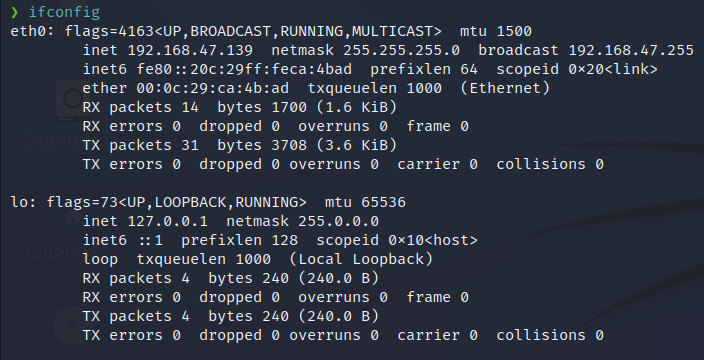 ❯ ifconfig
eth0: flags=4163<UP,BROADCAST,RUNNING,MULTICAST>  mtu 1500
        inet 192.168.47.139  netmask 255.255.255.0  broadcast 192.168.47.255
        inet6 fe80::20c:29ff:feca:4bad  prefixlen 64  scopeid 0×20<link>
        ether 00:0c:29:ca:4b:ad  txqueuelen 1000  (Ethernet)
        RX packets 14  bytes 1700 (1.6 KiB)
        RX errors 0  dropped 0  overruns 0  frame 0
        TX packets 31  bytes 3708 (3.6 KiB)
        TX errors 0  dropped 0 overruns 0  carrier 0  collisions 0

lo: flags=73<UP,LOOPBACK,RUNNING>  mtu 65536
        inet 127.0.0.1  netmask 255.0.0.0
        inet6 ::1  prefixlen 128  scopeid 0×10<host>
        loop  txqueuelen 1000  (Local Loopback)
        RX packets 4  bytes 240 (240.0 B)
        RX errors 0  dropped 0  overruns 0  frame 0
        TX packets 4  bytes 240 (240.0 B)
        TX errors 0  dropped 0 overruns 0  carrier 0  collisions 0
Sistema
Carpeta